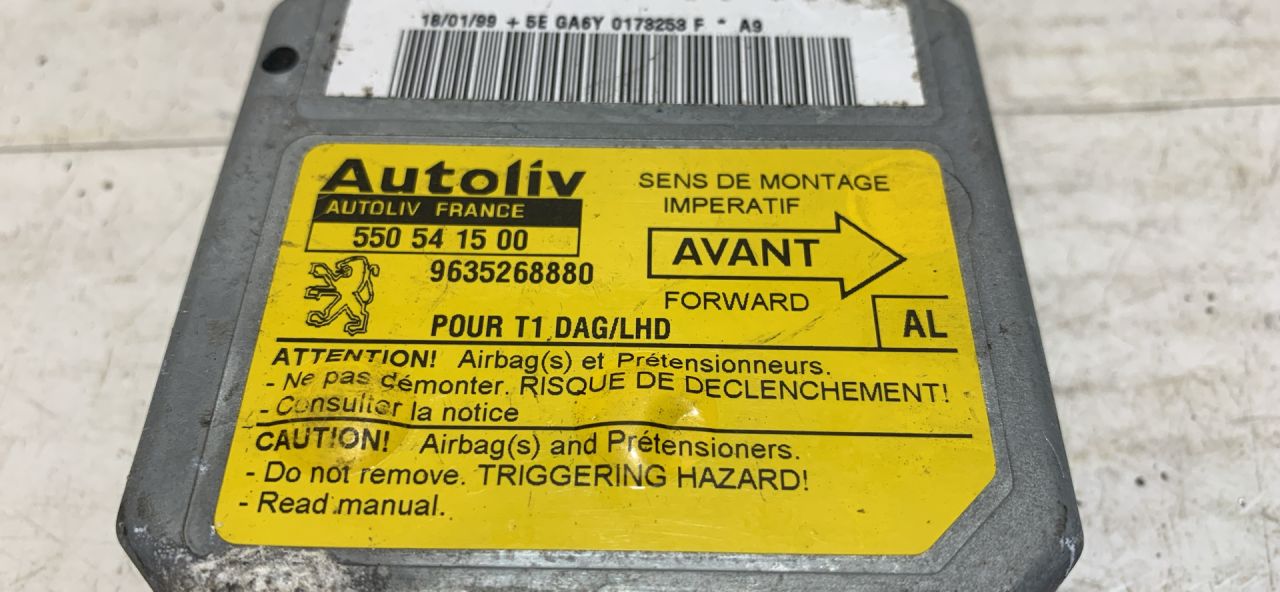 18/01/99 + 5E GA6Y 0173253 F * A9
Autoliv
AUTOLIV FRANCE
550 54 15 00
9635268880
POUR T1 DAG/LHD
SENS DE MONTAGE
IMPERATIF
AVANT
FORWARD
AL
ATTENTION! Airbag(s) et Prétensionneurs.
- Ne pas démonter. RISQUE DE DECLENCHEMENT!
- Consulter la notice
CAUTION! Airbag(s) and Prétensioners.
- Do not remove. TRIGGERING HAZARD!
- Read manual.